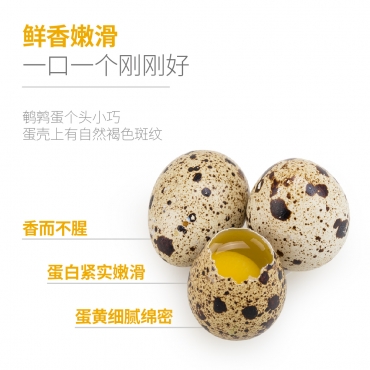 鲜香嫩滑
一口一个刚刚好
鹌鹑蛋个头小巧
蛋壳上有自然褐色斑纹
香而不腥
蛋白紧实嫩滑
蛋黄细腻绵密